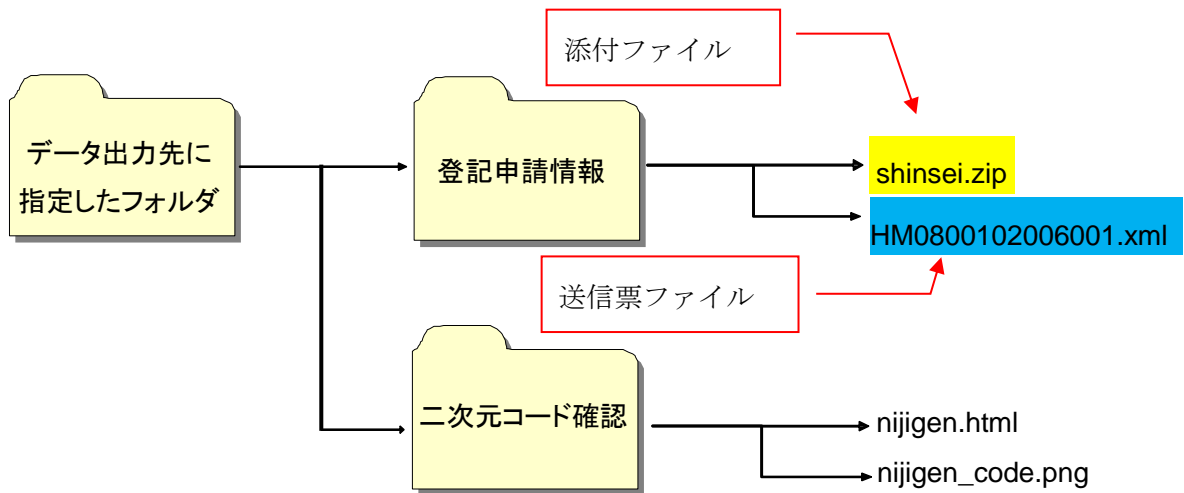 添付ファイル
データ出力先に
指定したフォルダ
登記申請情報
shinsei.zip
HM0800102006001.xml
送信票ファイル
二次元コード確認
nijigen.html
nijigen_code.png